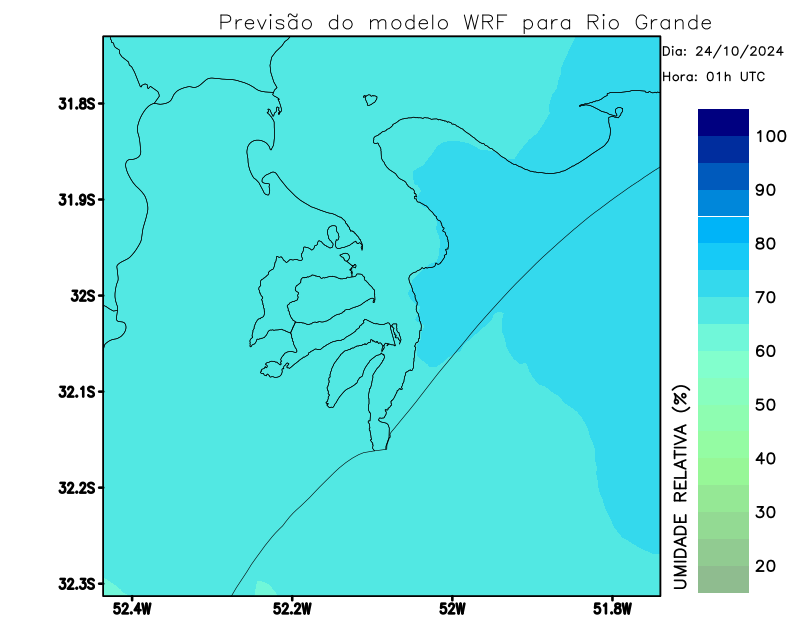 Previsão do modelo WRF para Rio Grande
Dia: 24/10/2024
Hora: 01h UTC
31.8S
31.9S
32S
32.1S
32.2S
32.3S
52.4W
52.2W
52W
51.8W
UMIDADE RELATIVA (%)
100
90
80
70
60
50
40
30
20